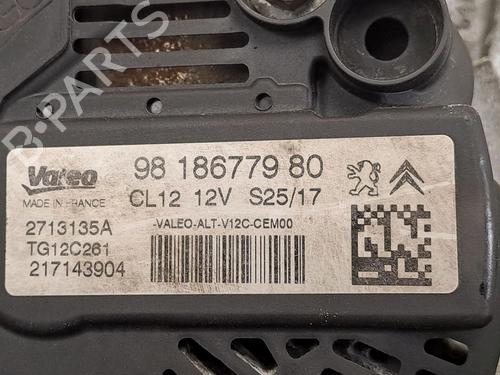 B-PARTS
Valeo
MADE IN FRANCE
98 186779 80
CL12 12V S25/17
2713135A
TG12C261
217143904
-VALEO-ALT-V12C-CEM00